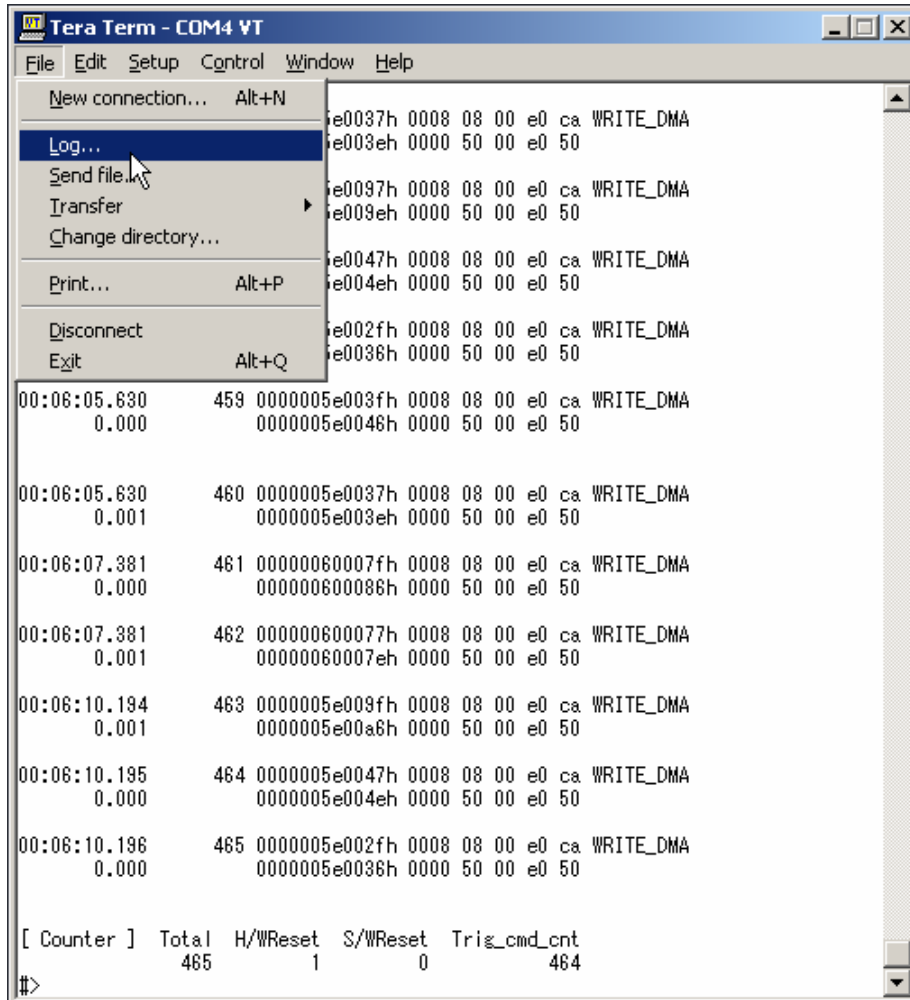 Tera Term - COM4 VT
File Edit Setup Control Window Help
New connection... Alt+N
Log...
Send file...
Transfer
Change directory...
Print... Alt+P
Disconnect
Exit Alt+Q
5e0037h 0008 08 00 e0 ca WRITE_DMA
5e003eh 0000 50 00 e0 50
5e0097h 0008 08 00 e0 ca WRITE_DMA
5e009eh 0000 50 00 e0 50
5e0047h 0008 08 00 e0 ca WRITE_DMA
5e004eh 0000 50 00 e0 50
5e002fh 0008 08 00 e0 ca WRITE_DMA
5e0036h 0000 50 00 e0 50
00:06:05.630 459 0000005e003fh 0008 08 00 e0 ca WRITE_DMA
0.000 0000005e0046h 0000 50 00 e0 50
00:06:05.630 460 0000005e0037h 0008 08 00 e0 ca WRITE_DMA
0.001 0000005e003eh 0000 50 00 e0 50
00:06:07.381 461 00000060007fh 0008 08 00 e0 ca WRITE_DMA
0.000 000000600086h 0000 50 00 e0 50
00:06:07.381 462 000000600077h 0008 08 00 e0 ca WRITE_DMA
0.001 00000060007eh 0000 50 00 e0 50
00:06:10.194 463 0000005e009fh 0008 08 00 e0 ca WRITE_DMA
0.001 0000005e00a6h 0000 50 00 e0 50
00:06:10.195 464 0000005e0047h 0008 08 00 e0 ca WRITE_DMA
0.000 0000005e004eh 0000 50 00 e0 50
00:06:10.196 465 0000005e002fh 0008 08 00 e0 ca WRITE_DMA
0.000 0000005e0036h 0000 50 00 e0 50
[ Counter ] Total H/WReset S/WReset Trig_cmd_cnt
465 1 0 464
#>